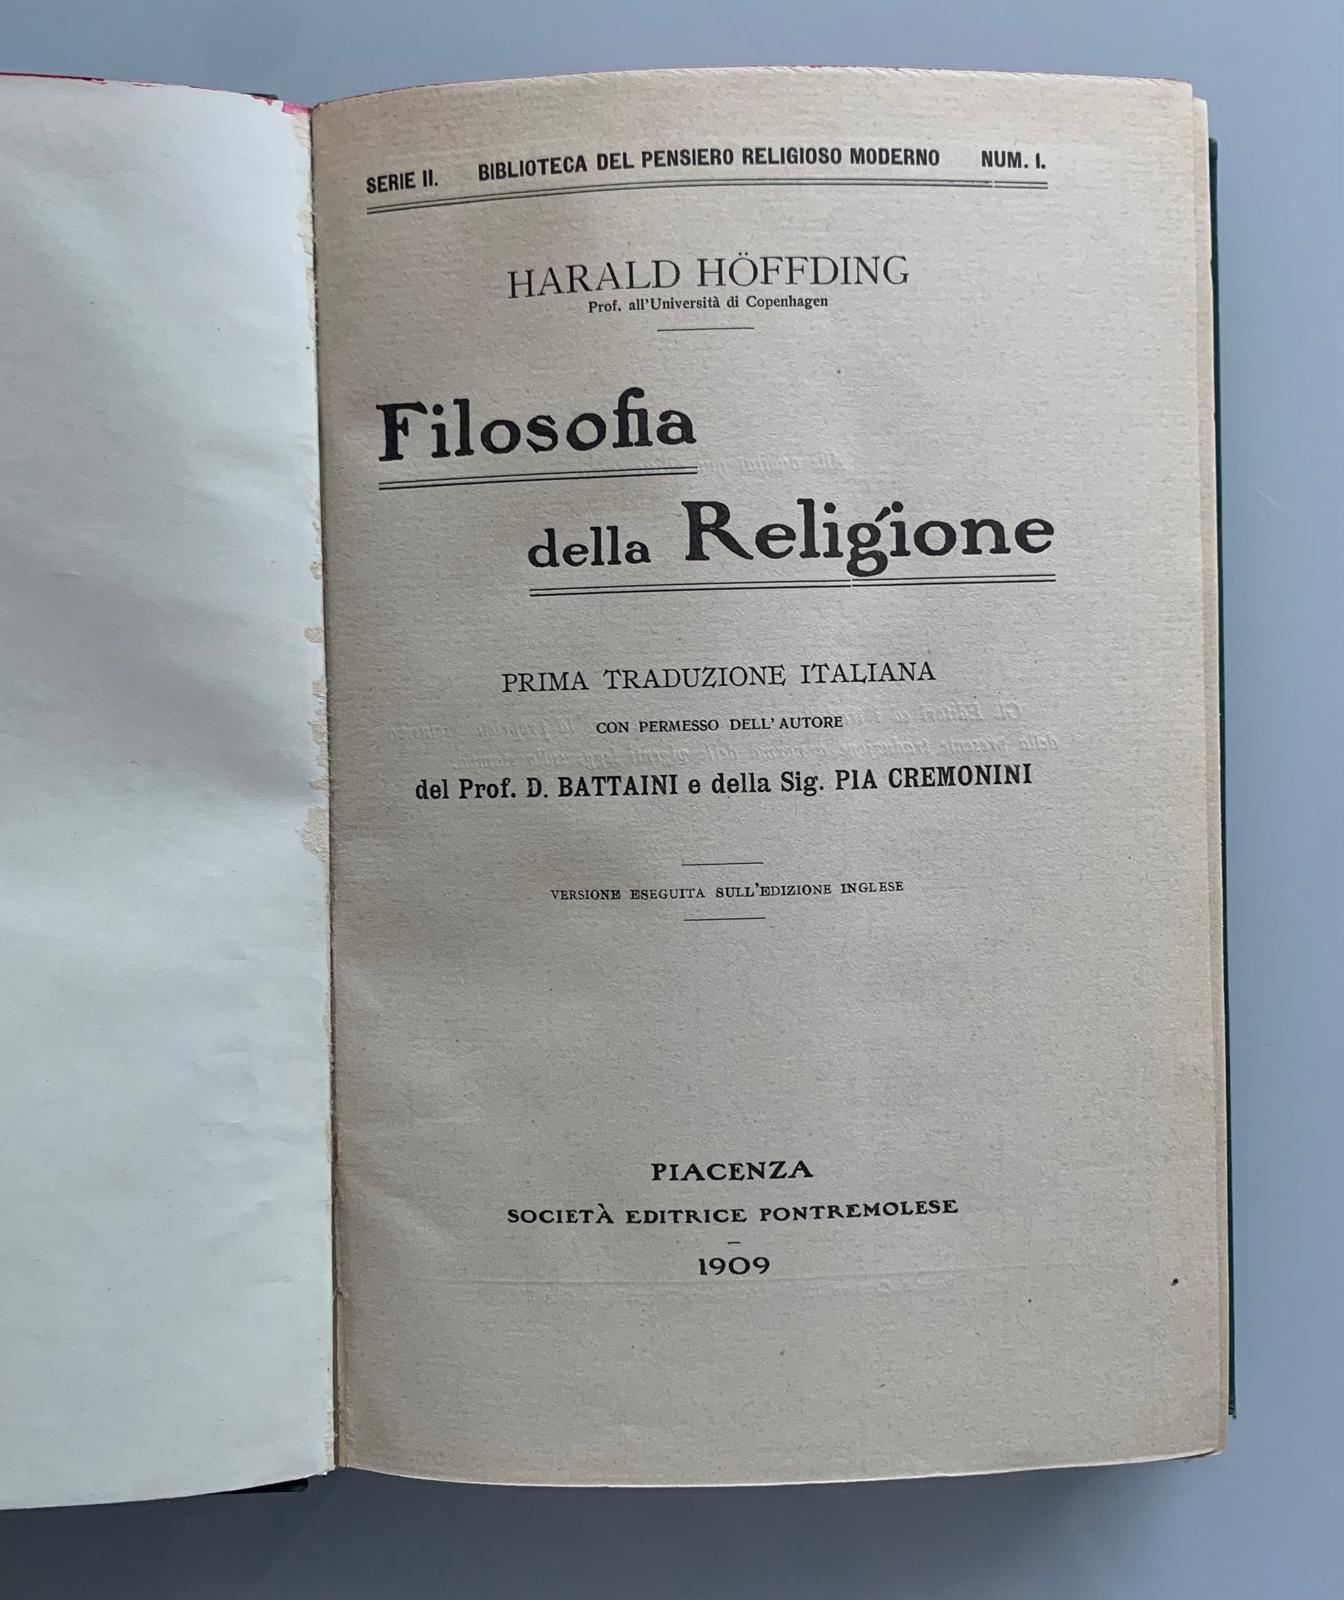 SERIE II. BIBLIOTECA DEL PENSIERO RELIGIOSO MODERNO NUM. I.
HARALD HÖFFDING
Prof. all'Università di Copenhagen
Filosofia
della Religione
PRIMA TRADUZIONE ITALIANA
CON PERMESSO DELL'AUTORE
del Prof. D. BATTAINI e della Sig. PIA CREMONINI
VERSIONE ESEGUITA SULL'EDIZIONE INGLESE
PIACENZA
SOCIETÀ EDITRICE PONTREMOLESE
1909